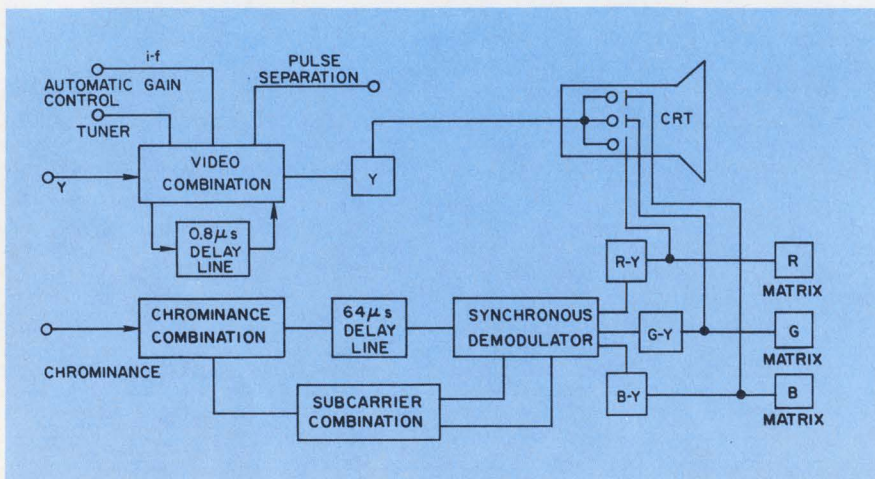 i-f
AUTOMATIC GAIN
CONTROL
TUNER
PULSE
SEPARATION
Y
VIDEO
COMBINATION
Y
CRT
0.8μs
DELAY
LINE
CHROMINANCE
CHROMINANCE
COMBINATION
64μs
DELAY
LINE
SYNCHRONOUS
DEMODULATOR
SUBCARRIER
COMBINATION
R-Y
R
MATRIX
G-Y
G
MATRIX
B-Y
B
MATRIX